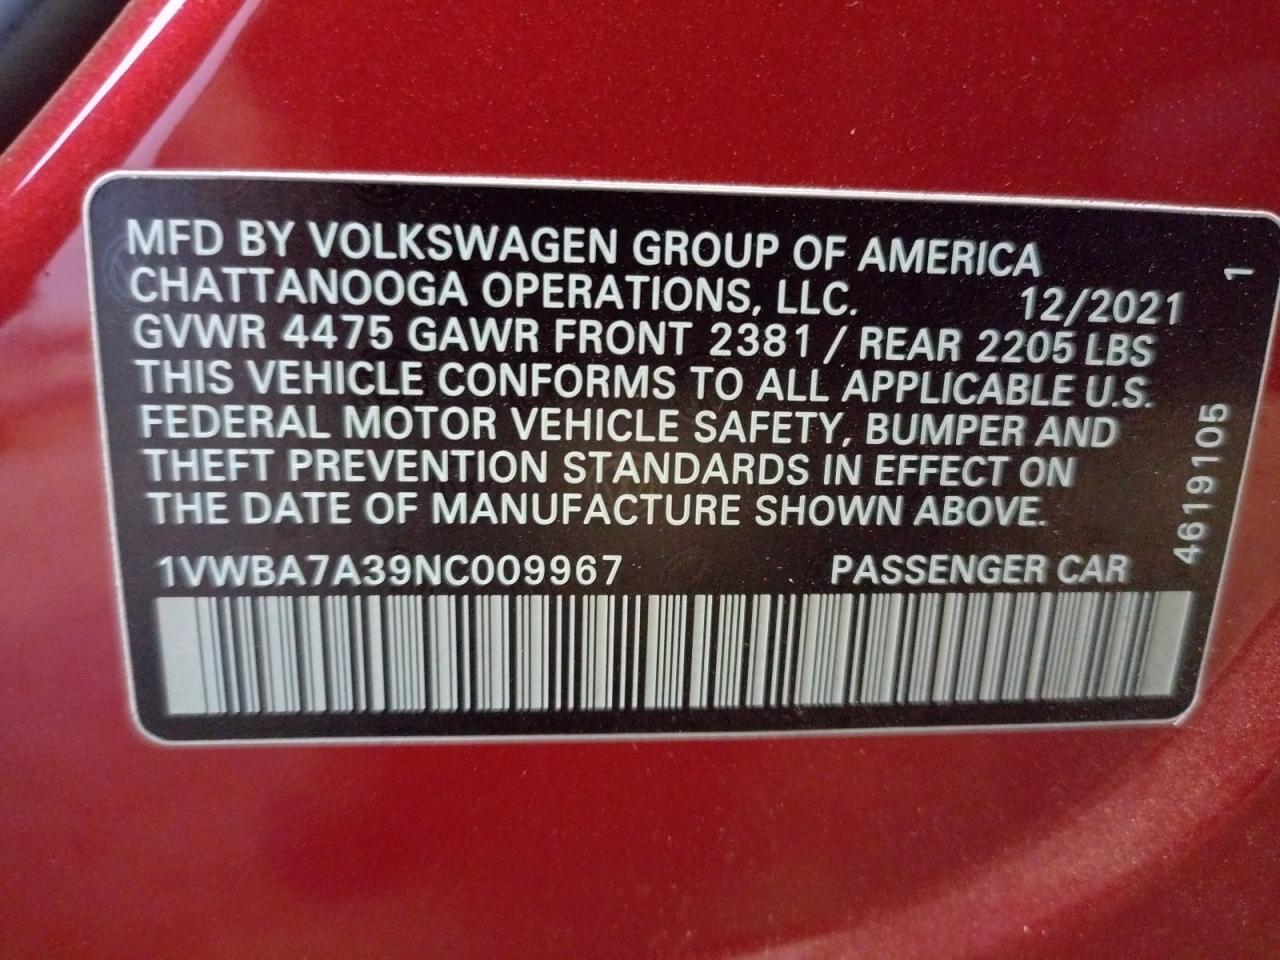 MFD BY VOLKSWAGEN GROUP OF AMERICA
CHATTANOOGA OPERATIONS, LLC. 12/2021
GVWR 4475 GAWR FRONT 2381 / REAR 2205 LBS
THIS VEHICLE CONFORMS TO ALL APPLICABLE U.S.
FEDERAL MOTOR VEHICLE SAFETY, BUMPER AND
THEFT PREVENTION STANDARDS IN EFFECT ON
THE DATE OF MANUFACTURE SHOWN ABOVE.
1VWBA7A39NC009967 PASSENGER CAR
4619105 1